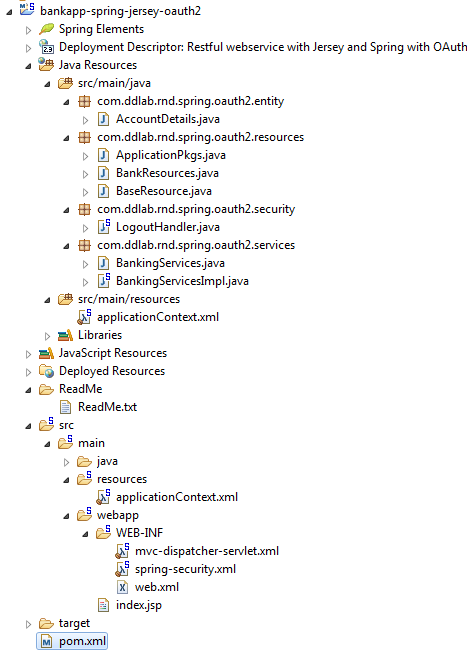 bankapp-spring-jersey-oauth2
Spring Elements
Deployment Descriptor: Restful webservice with Jersey and Spring with OAuth
Java Resources
src/main/java
com.ddlab.rnd.spring.oauth2.entity
AccountDetails.java
com.ddlab.rnd.spring.oauth2.resources
ApplicationPkgs.java
BankResources.java
BaseResource.java
com.ddlab.rnd.spring.oauth2.security
LogoutHandler.java
com.ddlab.rnd.spring.oauth2.services
BankingServices.java
BankingServicesImpl.java
src/main/resources
applicationContext.xml
Libraries
JavaScript Resources
Deployed Resources
ReadMe
ReadMe.txt
src
main
java
resources
applicationContext.xml
webapp
WEB-INF
mvc-dispatcher-servlet.xml
spring-security.xml
web.xml
index.jsp
target
pom.xml